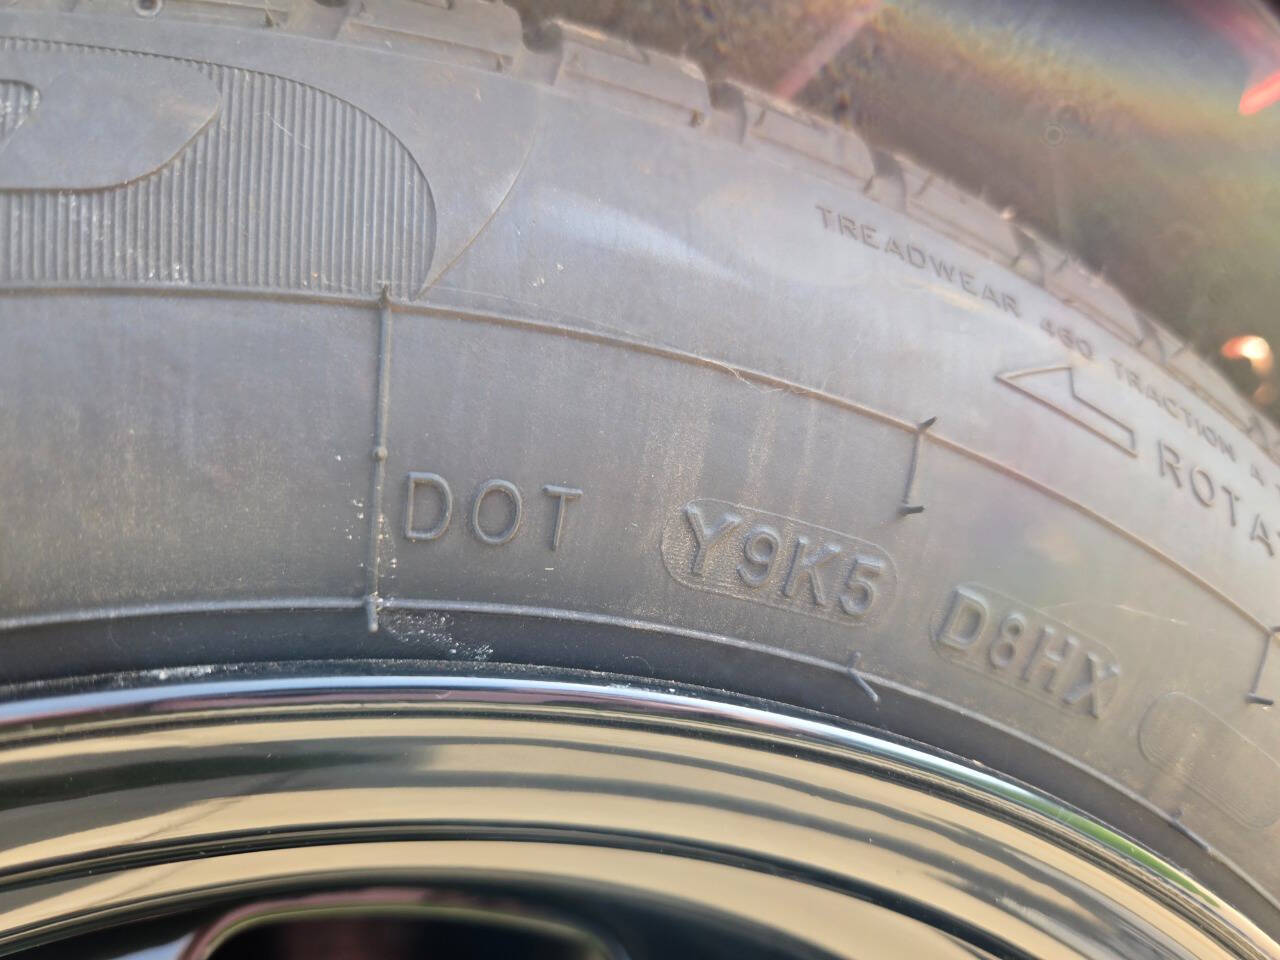 TREADWEAR 460 TRACTION A
ROTA
DOT Y9K5 D8HX